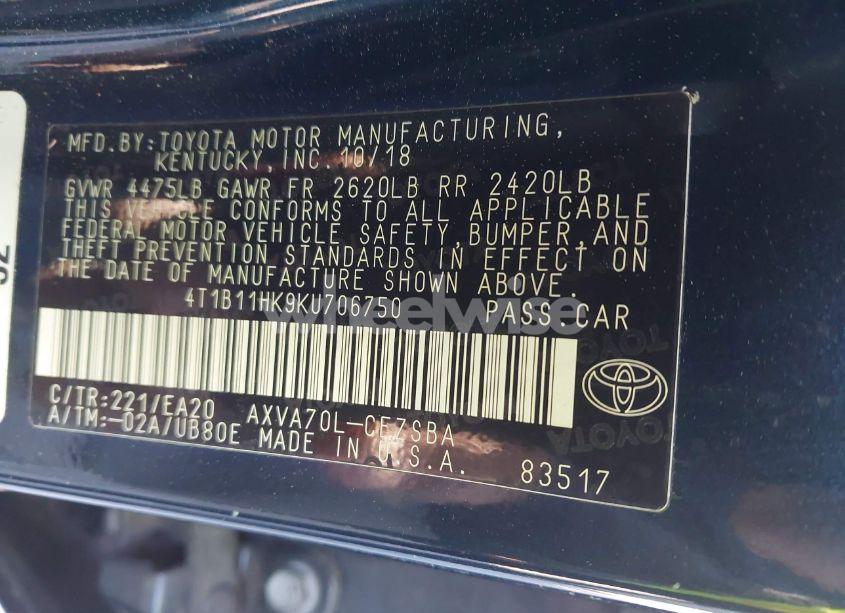 MFD.BY:TOYOTA MOTOR MANUFACTURING,
KENTUCKY,INC.10/18
GVWR 4475LB GAWR FR 2620LB RR 2420LB
THIS VEHICLE CONFORMS TO ALL APPLICABLE
FEDERAL MOTOR VEHICLE SAFETY,BUMPER,AND
THEFT PREVENTION STANDARDS IN EFFECT ON
THE DATE OF MANUFACTURE SHOWN ABOVE.
4T1B11HK9KU706750 PASS.CAR
wheelwise
C/TR:221/EA20 AXVA70L-CEZSBA
A/TM:-02A/UB80E MADE IN U.S.A.
83517